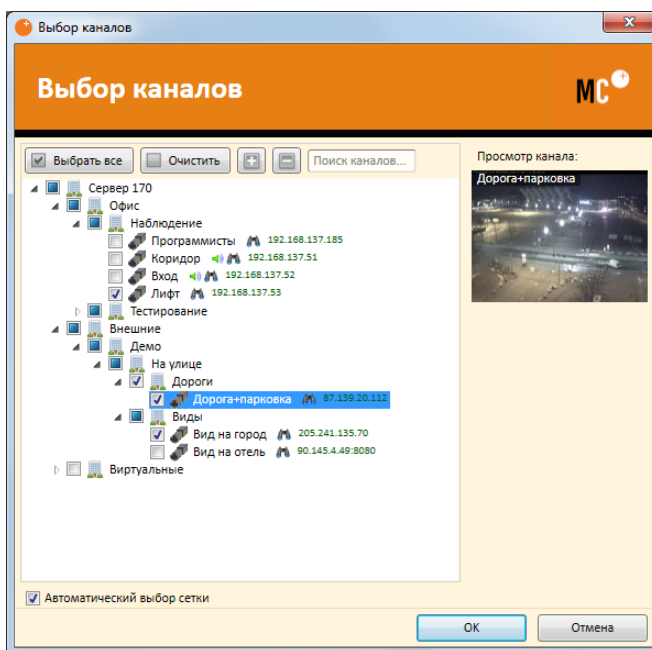 Выбор каналов
Выбор каналов
МС
Выбрать все
Очистить
Поиск каналов...
Просмотр канала:
Дорога+парковка
Сервер 170
Офис
Наблюдение
Программисты 192.168.137.185
Коридор 192.168.137.51
Вход 192.168.137.52
Лифт 192.168.137.53
Тестирование
Внешние
Демо
На улице
Дороги
Дорога+парковка 87.139.20.112
Виды
Вид на город 205.241.135.70
Вид на отель 90.145.4.49:8080
Виртуальные
Автоматический выбор сетки
ОК
Отмена